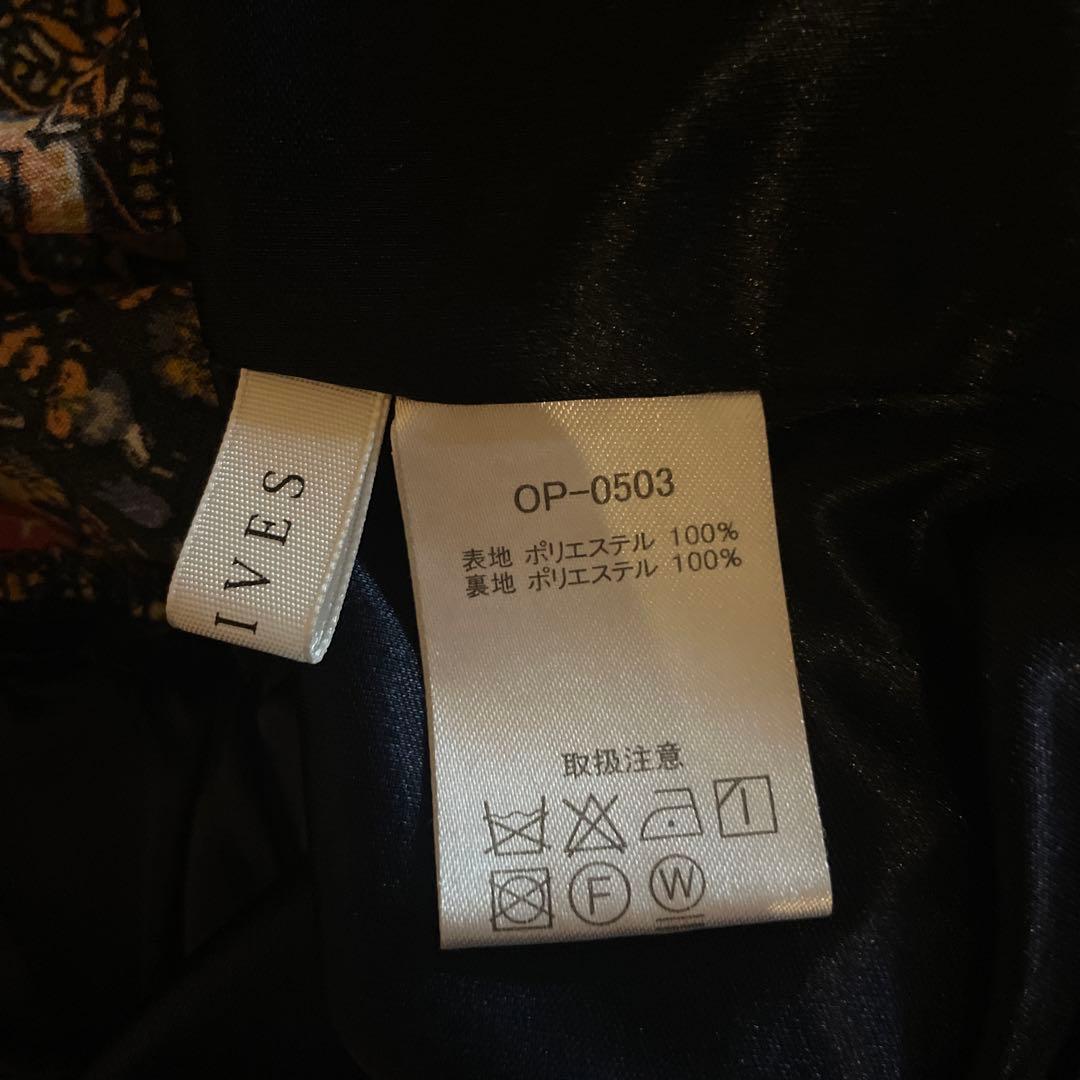 IVES
OP-0503
表地 ポリエステル 100%
裏地 ポリエステル 100%
取扱注意
F
W